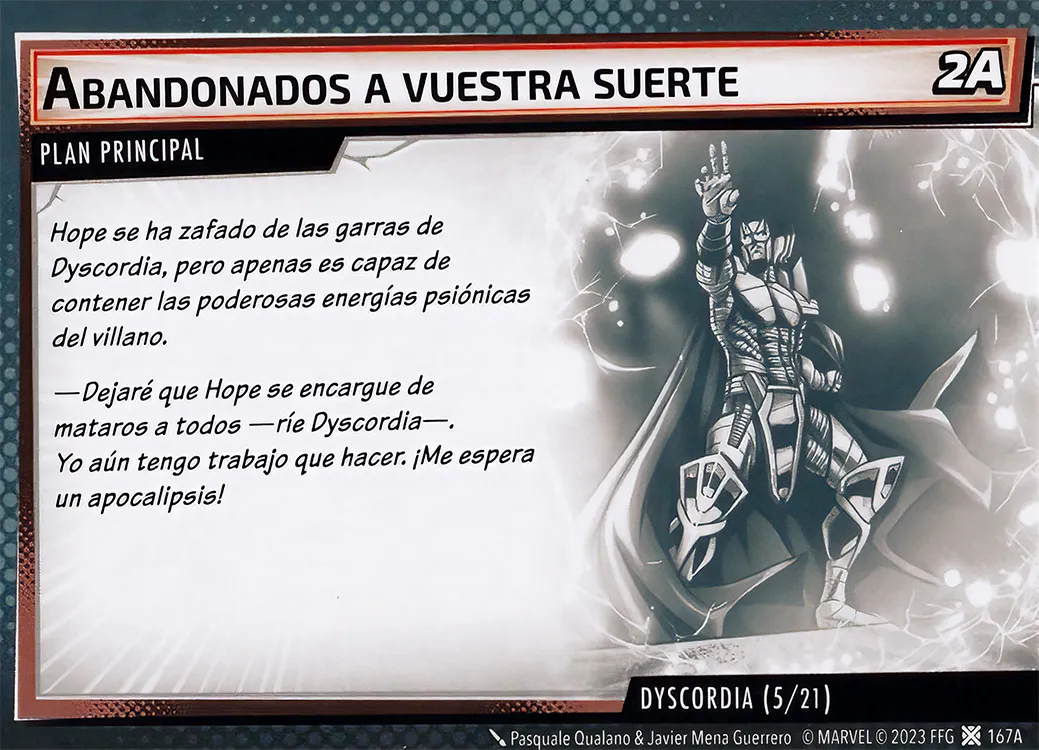 ABANDONADOS A VUESTRA SUERTE
2A
PLAN PRINCIPAL
Hope se ha zafado de las garras de
Dyscordia, pero apenas es capaz de
contener las poderosas energías psiónicas
del villano.
—Dejaré que Hope se encargue de
mataros a todos —ríe Dyscordia—.
Yo aún tengo trabajo que hacer. ¡Me espera
un apocalipsis!
DYSCORDIA (5/21)
Pasquale Qualano & Javier Mena Guerrero © MARVEL © 2023 FFG 167A